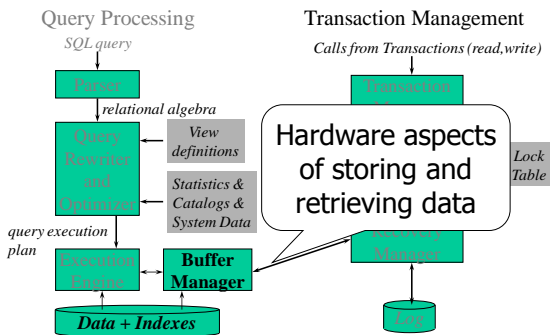 Query Processing
Transaction Management
SQL query
Calls from Transactions (read,write)
Parser
Transaction
relational algebra
Query
Rewriter
and
Optimizer
View
definitions
Statistics &
Catalogs &
System Data
Hardware aspects
of storing and
retrieving data
Lock
Table
query execution
plan
Execution
Engine
Buffer
Manager
Recovery
Manager
Data + Indexes
Log